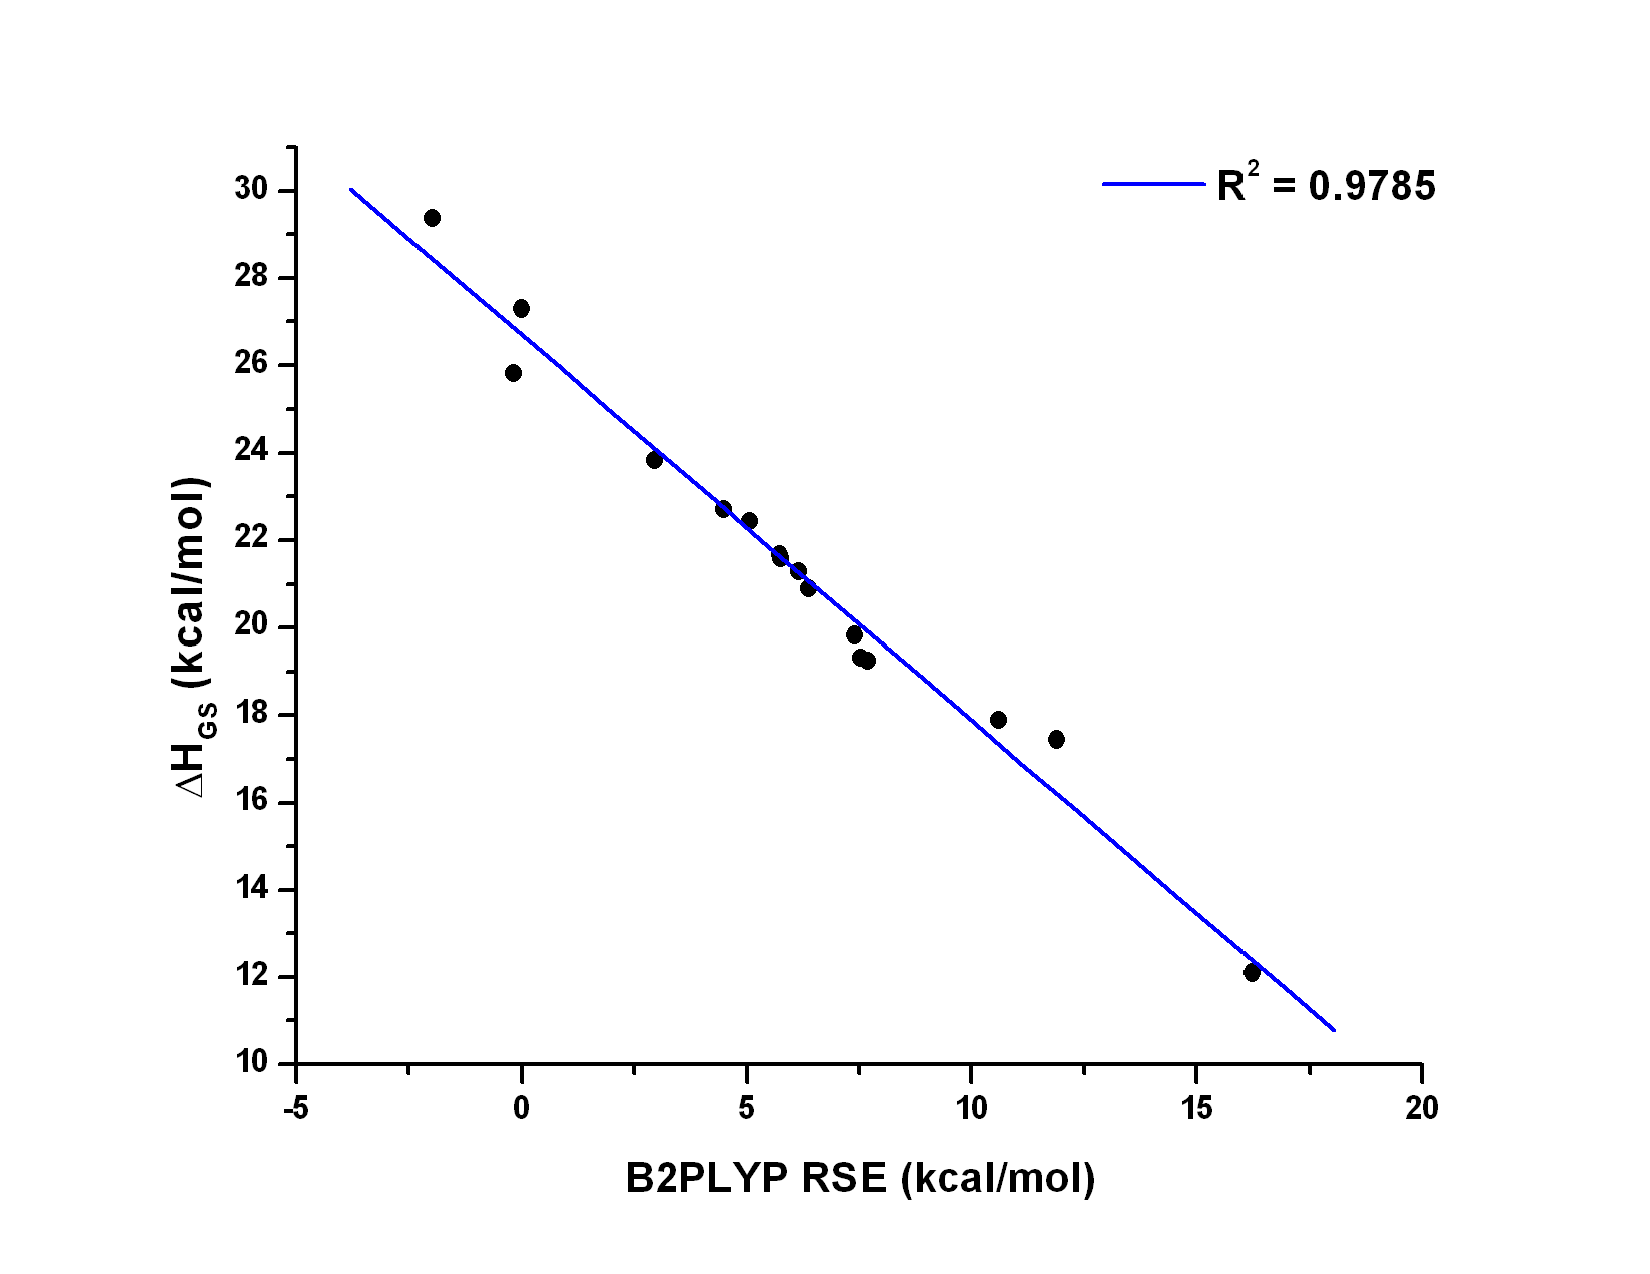 R² = 0.9785
30
28
26
24
22
20
18
16
14
12
10
ΔH_GS (kcal/mol)
-5 0 5 10 15 20
B2PLYP RSE (kcal/mol)